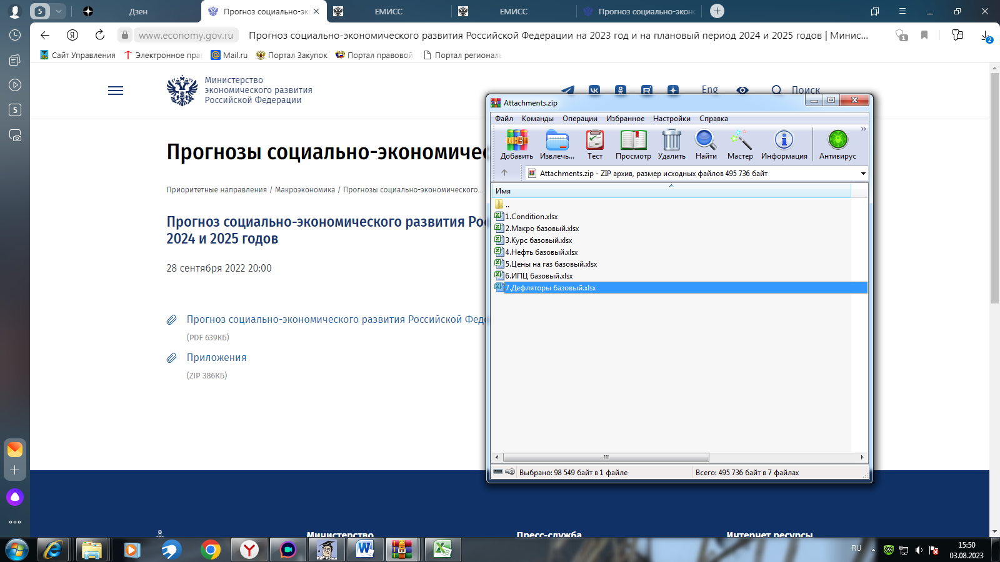 5
Дзен
Прогноз социально-эко
ЕМИСС
ЕМИСС
Прогноз социально-эконо
www.economy.gov.ru
Прогноз социально-экономического развития Российской Федерации на 2023 год и на плановый период 2024 и 2025 годов | Минис...
1
2
Сайт Управления
Электронное пра
Mail.ru
Портал Закупок
Портал правовой
Портал регионалы
5
Министерство
экономического развития
Российской Федерации
Eng
Поиск
Прогнозы социально-экономичес
Приоритетные направления / Макроэкономика / Прогнозы социально-экономического...
Прогноз социально-экономического развития Рос
2024 и 2025 годов
28 сентября 2022 20:00
Прогноз социально-экономического развития Российской Феде
(PDF 639КБ)
Приложения
(ZIP 386КБ)
Министерство
Пресс-служба
Интернет ресурсы
Attachments.zip
Файл Команды Операции Избранное Настройки Справка
Добавить Извлечь... Тест Просмотр Удалить Найти Мастер Информация Антивирус
Attachments.zip - ZIP архив, размер исходных файлов 495 736 байт
Имя
..
1.Condition.xlsx
2.Макро базовый.xlsx
3.Курс базовый.xlsx
4.Нефть базовый.xlsx
5.Цены на газ базовый.xlsx
6.ИПЦ базовый.xlsx
7.Дефляторы базовый.xlsx
Выбрано: 98 549 байт в 1 файле
Всего: 495 736 байт в 7 файлах
RU
15:50
03.08.2023